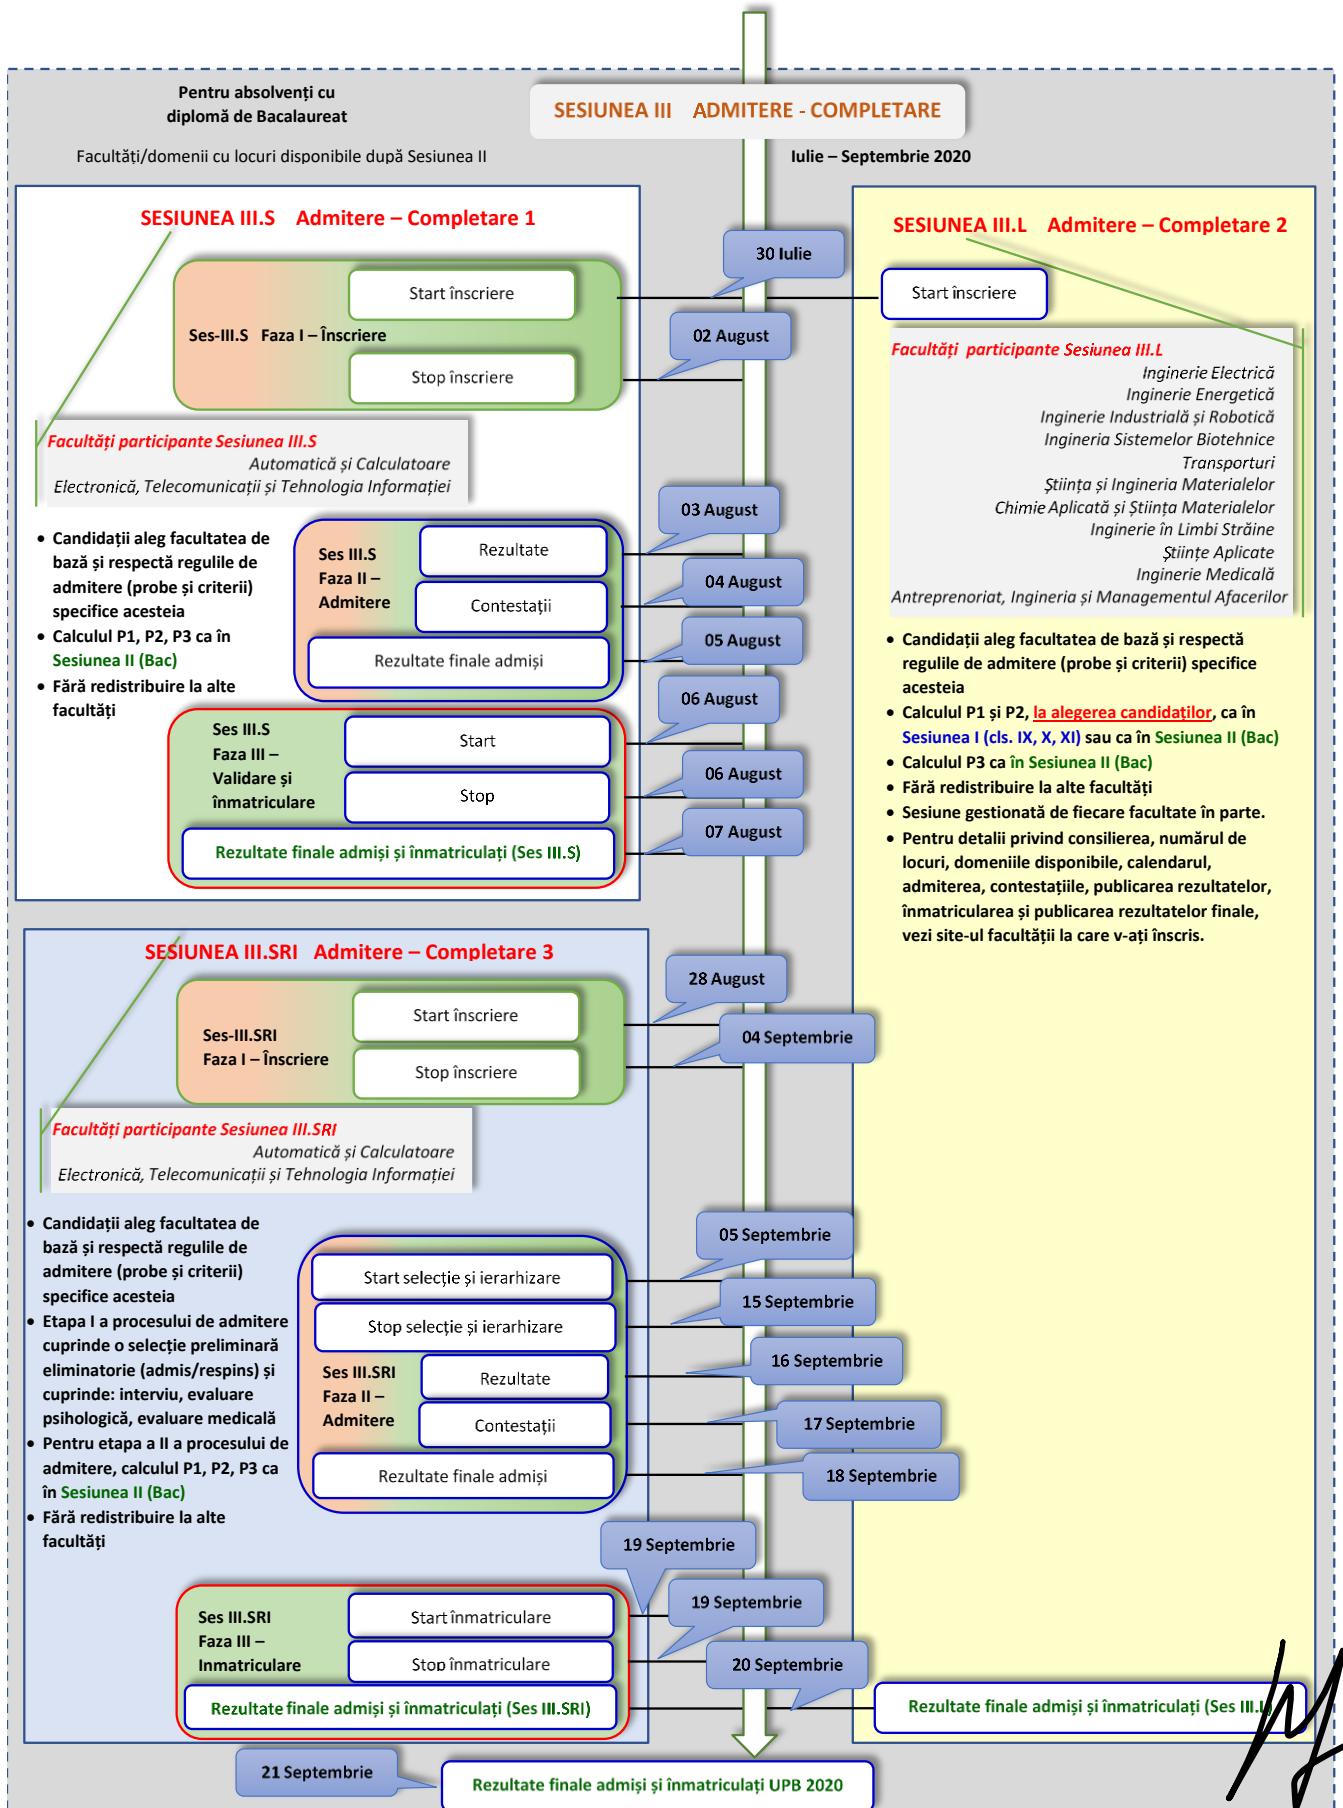 Pentru absolvenți cu
diplomă de Bacalaureat
SESIUNEA III ADMITERE - COMPLETARE
Facultăți/domenii cu locuri disponibile după Sesiunea II
Iulie – Septembrie 2020
SESIUNEA III.S Admitere – Completare 1
30 Iulie
Start înscriere
Ses-III.S Faza I – Înscriere
02 August
Stop înscriere
Facultăți participante Sesiunea III.S
Automatică și Calculatoare
Electronică, Telecomunicații și Tehnologia Informației
• Candidații aleg facultatea de
bază și respectă regulile de
admitere (probe și criterii)
specifice acesteia
• Calculul P1, P2, P3 ca în
Sesiunea II (Bac)
• Fără redistribuire la alte
facultăți
Ses III.S
Faza II –
Admitere
03 August
Rezultate
04 August
Contestații
05 August
Rezultate finale admiși
Ses III.S
Faza III –
Validare și
înmatriculare
06 August
Start
06 August
Stop
07 August
Rezultate finale admiși și înmatriculați (Ses III.S)
SESIUNEA III.L Admitere – Completare 2
Start înscriere
Facultăți participante Sesiunea III.L
Inginerie Electrică
Inginerie Energetică
Inginerie Industrială și Robotică
Ingineria Sistemelor Biotehnice
Transporturi
Știința și Ingineria Materialelor
Chimie Aplicată și Știința Materialelor
Inginerie în Limbi Străine
Științe Aplicate
Inginerie Medicală
Antreprenoriat, Ingineria și Managementul Afacerilor
• Candidații aleg facultatea de bază și respectă
regulile de admitere (probe și criterii) specifice
acesteia
• Calculul P1 și P2, la alegerea candidaților, ca în
Sesiunea I (cls. IX, X, XI) sau ca în Sesiunea II (Bac)
• Calculul P3 ca în Sesiunea II (Bac)
• Fără redistribuire la alte facultăți
• Sesiune gestionată de fiecare facultate în parte.
• Pentru detalii privind consilierea, numărul de
locuri, domeniile disponibile, calendarul,
admiterea, contestațiile, publicarea rezultatelor,
înmatricularea și publicarea rezultatelor finale,
vezi site-ul facultății la care v-ați înscris.
SESIUNEA III.SRI Admitere – Completare 3
28 August
Start înscriere
Ses-III.SRI
Faza I – Înscriere
04 Septembrie
Stop înscriere
Facultăți participante Sesiunea III.SRI
Automatică și Calculatoare
Electronică, Telecomunicații și Tehnologia Informației
• Candidații aleg facultatea de
bază și respectă regulile de
admitere (probe și criterii)
specifice acesteia
• Etapa I a procesului de admitere
cuprinde o selecție preliminară
eliminatorie (admis/respins) și
cuprinde: interviu, evaluare
psihologică, evaluare medicală
• Pentru etapa a II a procesului de
admitere, calculul P1, P2, P3 ca
în Sesiunea II (Bac)
• Fără redistribuire la alte
facultăți
05 Septembrie
Start selecție și ierarhizare
15 Septembrie
Stop selecție și ierarhizare
Ses III.SRI
Faza II –
Admitere
16 Septembrie
Rezultate
17 Septembrie
Contestații
18 Septembrie
Rezultate finale admiși
19 Septembrie
Ses III.SRI
Faza III –
Inmatriculare
Start înmatriculare
19 Septembrie
Stop înmatriculare
20 Septembrie
Rezultate finale admiși și înmatriculați (Ses III.SRI)
Rezultate finale admiși și înmatriculați (Ses III.L)
21 Septembrie
Rezultate finale admiși și înmatriculați UPB 2020